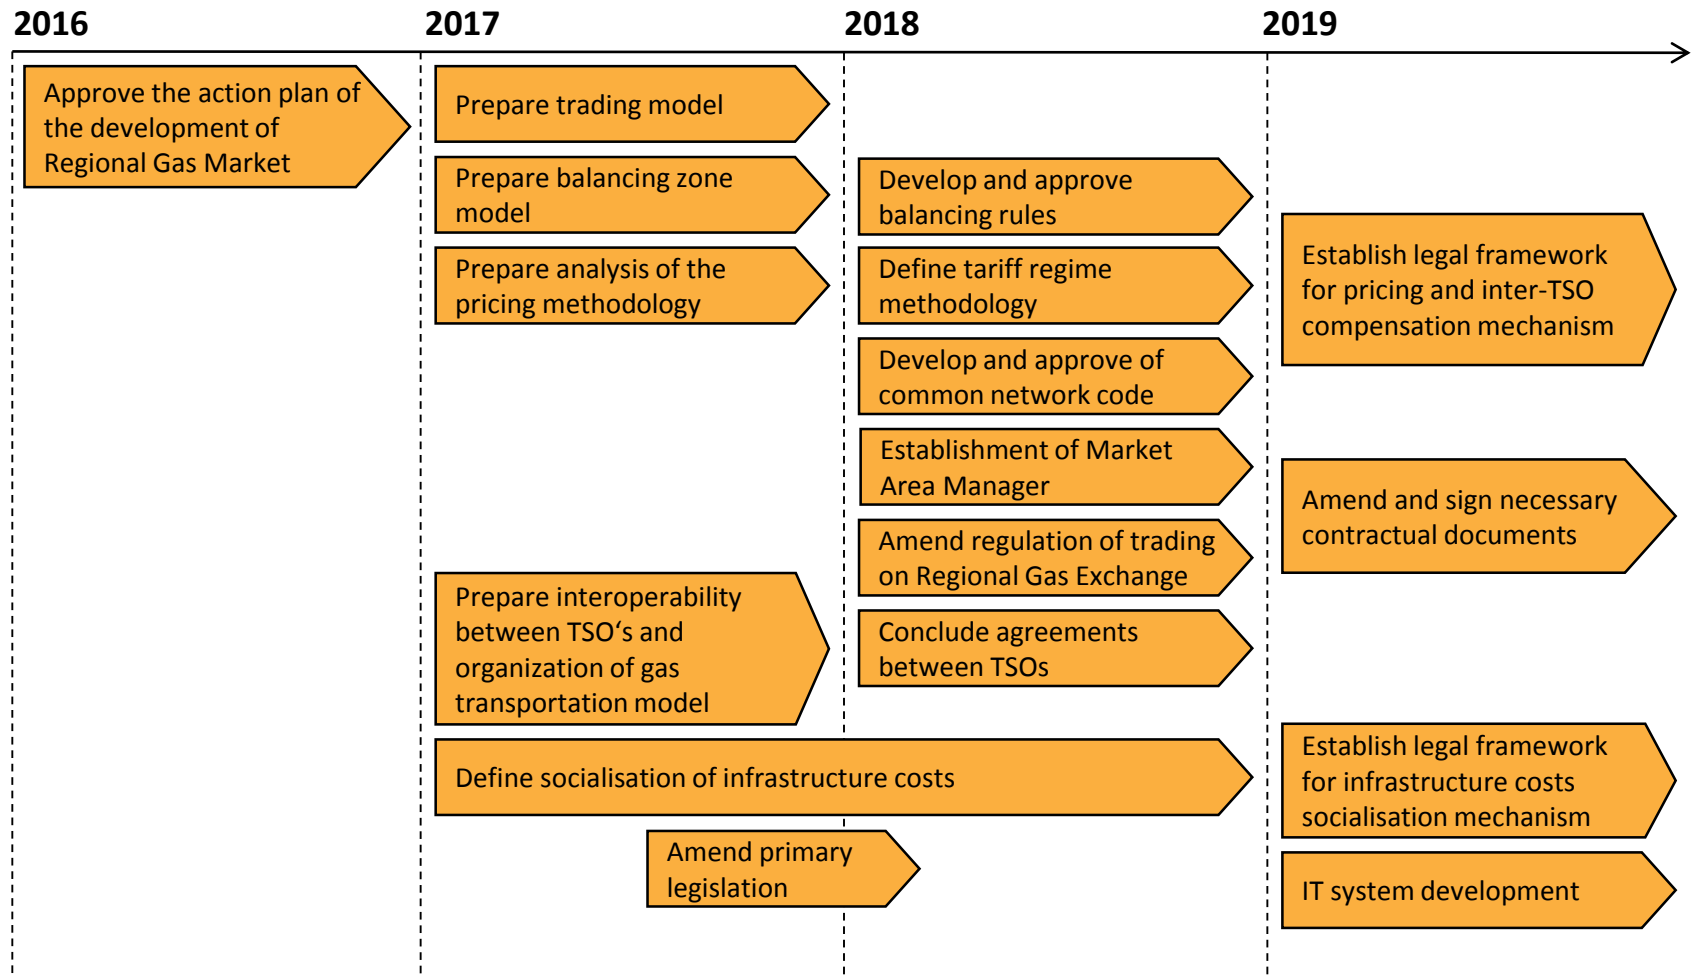 2016
2017
2018
2019
Approve the action plan of
the development of
Regional Gas Market
Prepare trading model
Prepare balancing zone
model
Prepare analysis of the
pricing methodology
Prepare interoperability
between TSO‘s and
organization of gas
transportation model
Define socialisation of infrastructure costs
Amend primary
legislation
Develop and approve
balancing rules
Define tariff regime
methodology
Develop and approve of
common network code
Establishment of Market
Area Manager
Amend regulation of trading
on Regional Gas Exchange
Conclude agreements
between TSOs
Establish legal framework
for pricing and inter-TSO
compensation mechanism
Amend and sign necessary
contractual documents
Establish legal framework
for infrastructure costs
socialisation mechanism
IT system development